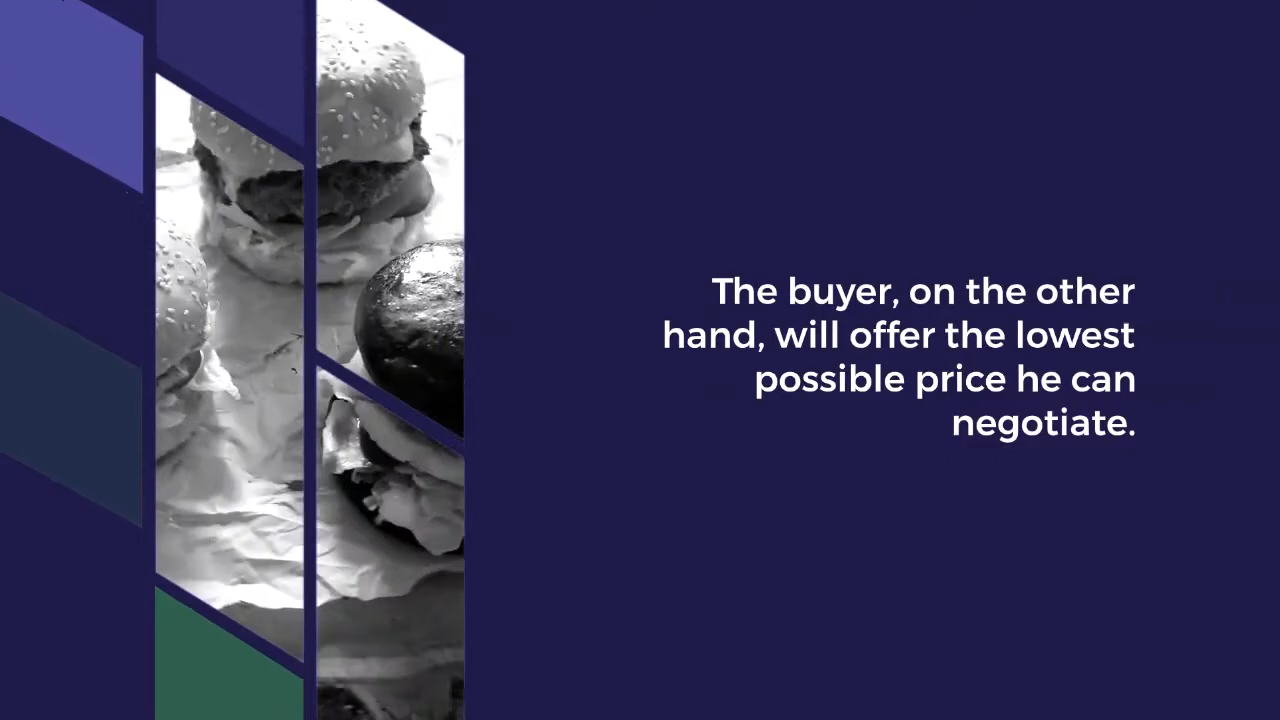 The buyer, on the other
hand, will offer the lowest
possible price he can
negotiate.